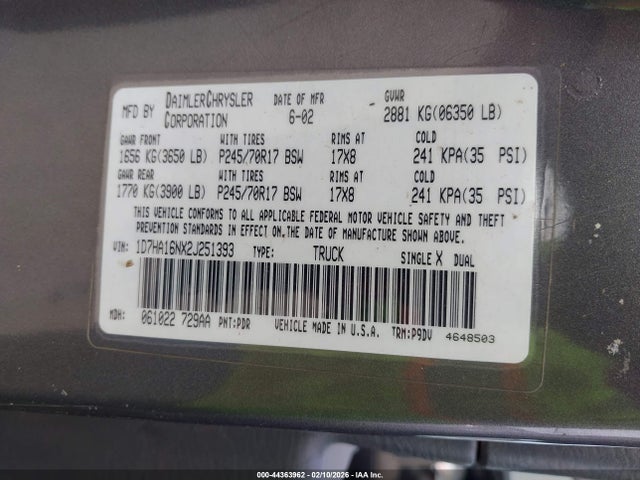 MFD BY DAIMLERCHRYSLER CORPORATION DATE OF MFR 6-02 GVWR 2881 KG(06350 LB)
GAWR FRONT WITH TIRES RIMS AT COLD
1656 KG(3650 LB) P245/70R17 BSW 17X8 241 KPA(35 PSI)
GAWR REAR WITH TIRES RIMS AT COLD
1770 KG(3900 LB) P245/70R17 BSW 17X8 241 KPA(35 PSI)
THIS VEHICLE CONFORMS TO ALL APPLICABLE FEDERAL MOTOR VEHICLE SAFETY AND THEFT
PREVENTION STANDARDS IN EFFECT ON THE DATE OF MANUFACTURE SHOWN ABOVE.
VIN: 1D7HA16NX2J251393 TYPE: TRUCK SINGLE X DUAL
MDH: 061022 729AA PNT:PDR VEHICLE MADE IN U.S.A. TRM:P9DV 4648503
000-44363962 - 02/10/2026 - IAA Inc.